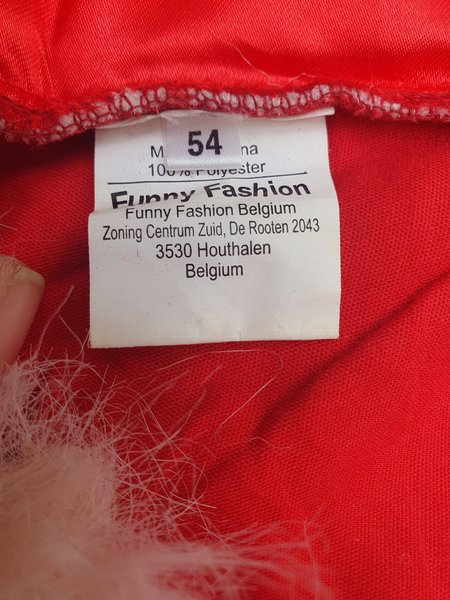 54
100% Polyester
Funny Fashion
Funny Fashion Belgium
Zoning Centrum Zuid, De Rooten 2043
3530 Houthalen
Belgium